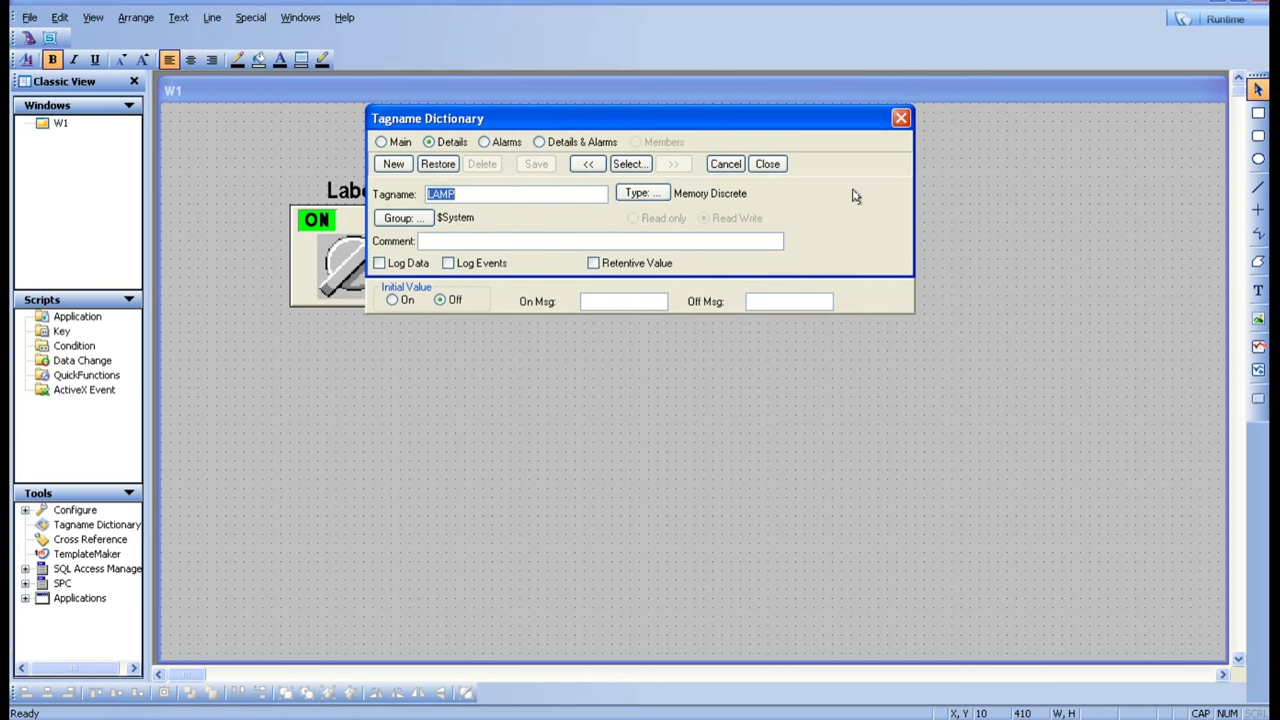 File Edit View Arrange Text Line Special Windows Help
Runtime
B I U A A A
Classic View
W1
Windows
W1
Tagname Dictionary
Main Details Alarms Details & Alarms Members
New Restore Delete Save << Select... >> Cancel Close
Tagname: LAMP Type: ... Memory Discrete
Group: ... $System Read only Read Write
Comment:
Log Data Log Events Retentive Value
Initial Value
On Off On Msg: Off Msg:
Labe
ON
Scripts
Application
Key
Condition
Data Change
QuickFunctions
ActiveX Event
T
Tools
Configure
Tagname Dictionary
Cross Reference
TemplateMaker
SQL Access Manage
SPC
Applications
Ready X, Y 10 410 W, H CAP NUM SCRL